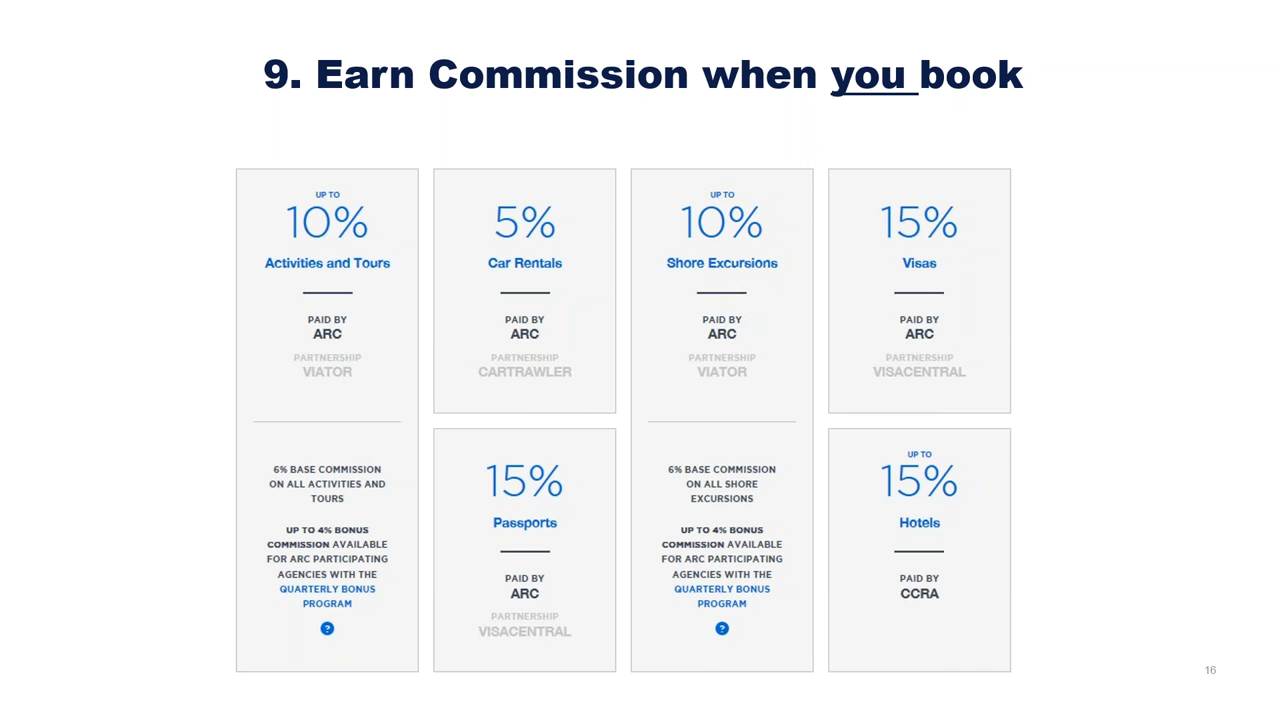 9. Earn Commission when you book
UP TO
10%
Activities and Tours
PAID BY
ARC
PARTNERSHIP
VIATOR
6% BASE COMMISSION
ON ALL ACTIVITIES AND
TOURS
UP TO 4% BONUS
COMMISSION AVAILABLE
FOR ARC PARTICIPATING
AGENCIES WITH THE
QUARTERLY BONUS
PROGRAM
?
5%
Car Rentals
PAID BY
ARC
PARTNERSHIP
CARTRAWLER
15%
Passports
PAID BY
ARC
PARTNERSHIP
VISACENTRAL
UP TO
10%
Shore Excursions
PAID BY
ARC
PARTNERSHIP
VIATOR
6% BASE COMMISSION
ON ALL SHORE
EXCURSIONS
UP TO 4% BONUS
COMMISSION AVAILABLE
FOR ARC PARTICIPATING
AGENCIES WITH THE
QUARTERLY BONUS
PROGRAM
?
15%
Visas
PAID BY
ARC
PARTNERSHIP
VISACENTRAL
UP TO
15%
Hotels
PAID BY
CCRA
16